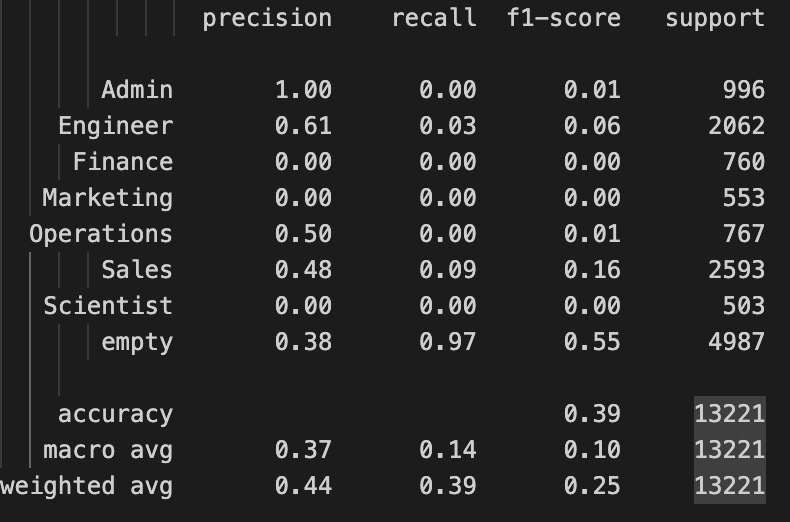 precision recall f1-score support
Admin 1.00 0.00 0.01 996
Engineer 0.61 0.03 0.06 2062
Finance 0.00 0.00 0.00 760
Marketing 0.00 0.00 0.00 553
Operations 0.50 0.00 0.01 767
Sales 0.48 0.09 0.16 2593
Scientist 0.00 0.00 0.00 503
empty 0.38 0.97 0.55 4987
accuracy 0.39 13221
macro avg 0.37 0.14 0.10 13221
weighted avg 0.44 0.39 0.25 13221